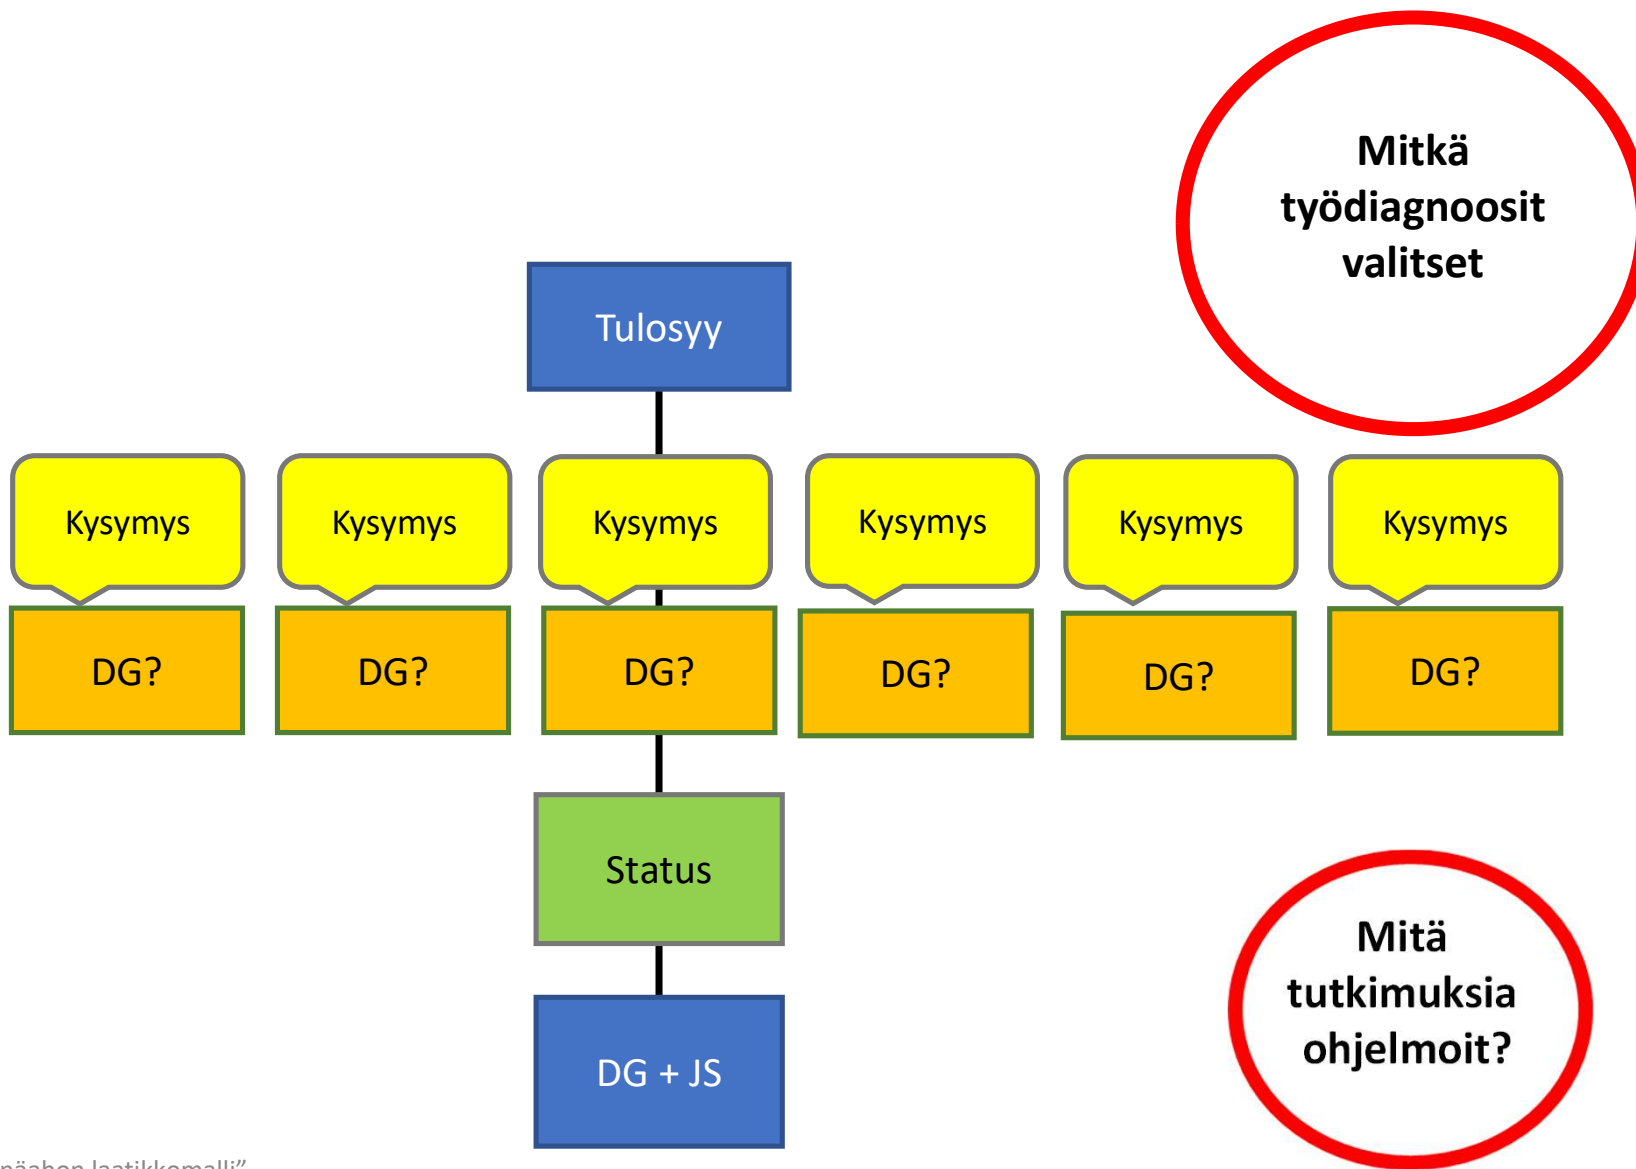 Mitkä
työdiagnoosit
valitset
Tulosyy
Kysymys
Kysymys
Kysymys
Kysymys
Kysymys
Kysymys
DG?
DG?
DG?
DG?
DG?
DG?
Status
Mitä
tutkimuksia
ohjelmoit?
DG + JS
laatikkomalli”